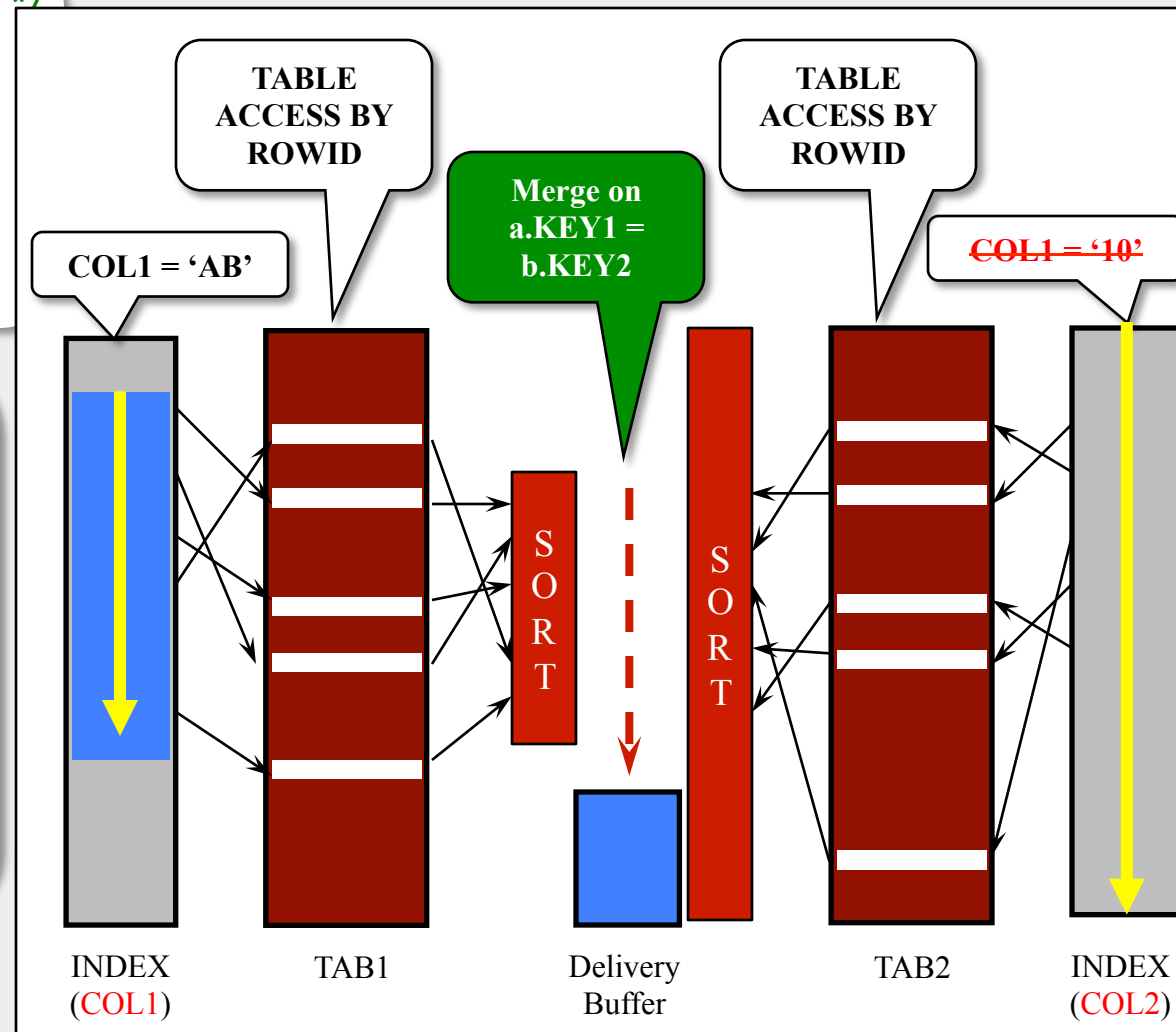 TABLE
ACCESS BY
ROWID
TABLE
ACCESS BY
ROWID
Merge on
a.KEY1 =
b.KEY2
COL1 = ‘AB’
COL1 = ‘10’
S
O
R
T
S
O
R
T
INDEX
(COL1)
TAB1
Delivery
Buffer
TAB2
INDEX
(COL2)